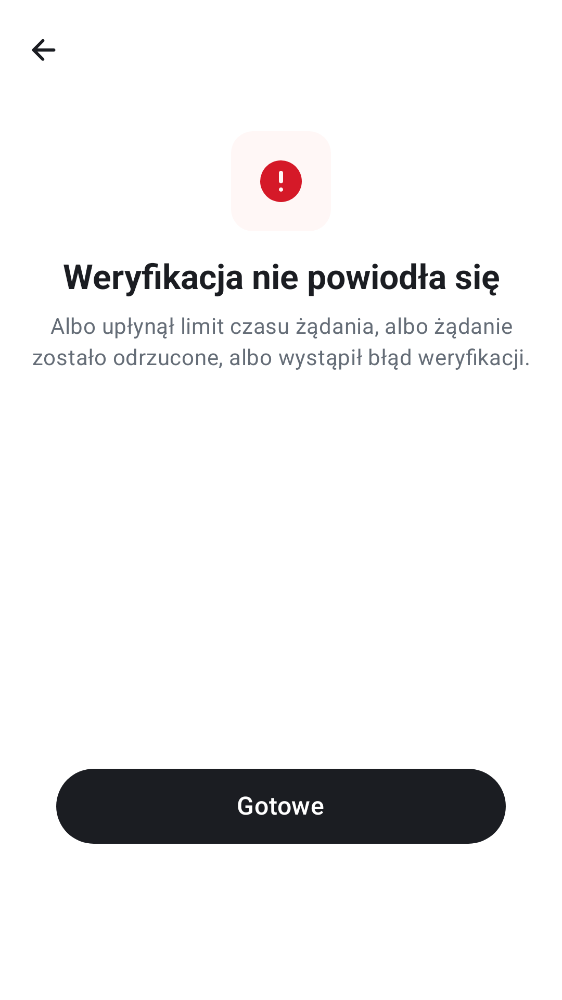 Weryfikacja nie powiodła się
Albo upłynął limit czasu żądania, albo żądanie
zostało odrzucone, albo wystąpił błąd weryfikacji.
Gotowe